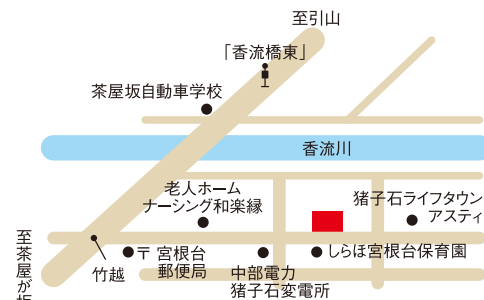 至引山
「香流橋東」
茶屋坂自動車学校
香流川
老人ホーム
ナーシング和楽縁
猪子石ライフタウン
アスティ
至茶屋が坂
竹越
〒宮根台
郵便局
中部電力
猪子石変電所
しらほ宮根台保育園